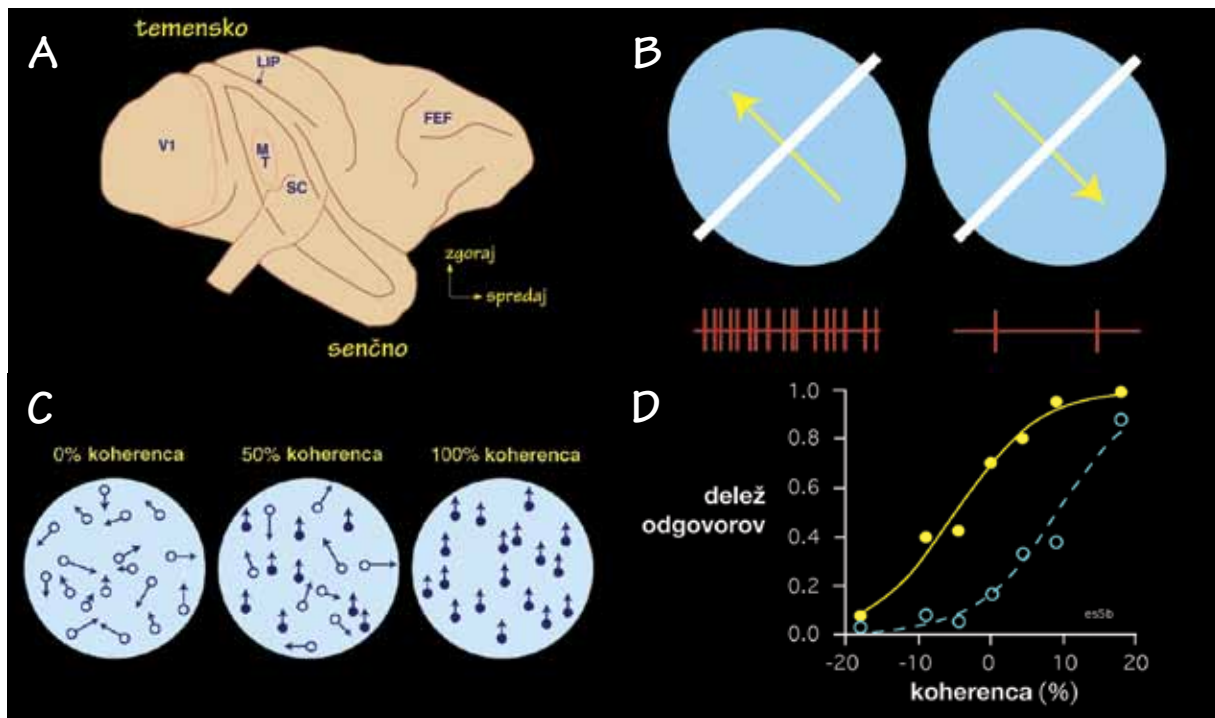 A
temensko
LIP
V1
M
T
SC
FEF
zgoraj
spredaj
senčno
B
C
0% koherenca
50% koherenca
100% koherenca
D
delež
odgovorov
1.0
0.8
0.6
0.4
0.2
0.0
-20
-10
0
10
20
koherenca (%)